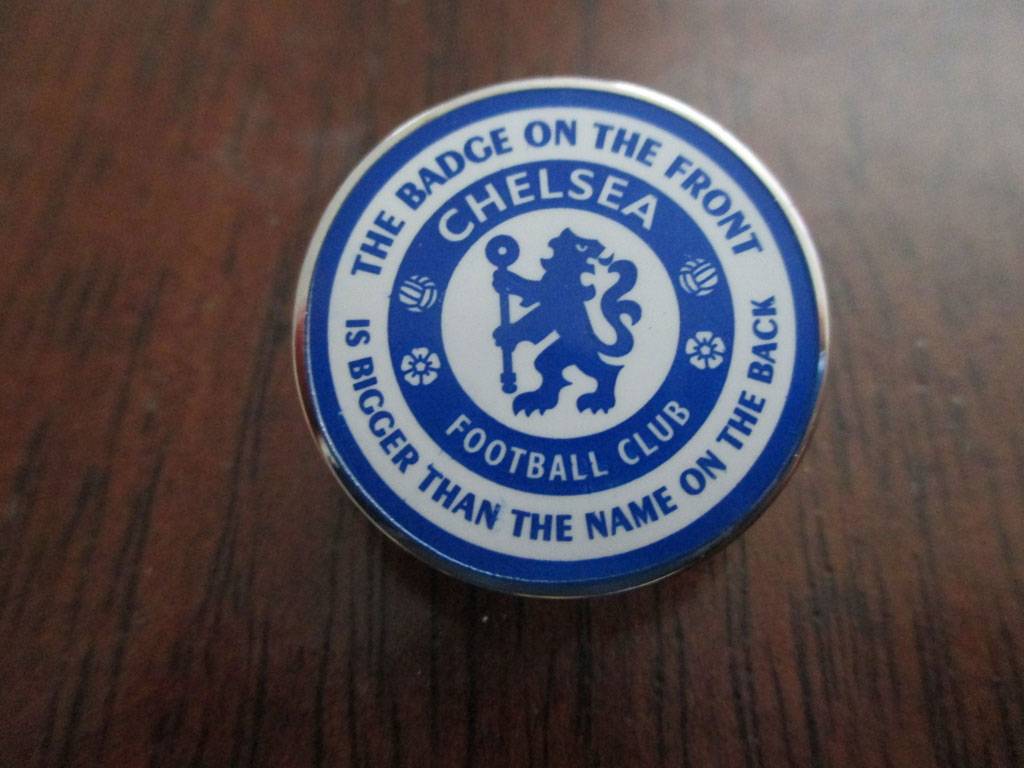 THE BADGE ON THE FRONT
IS BIGGER THAN THE NAME ON THE BACK
CHELSEA
FOOTBALL CLUB